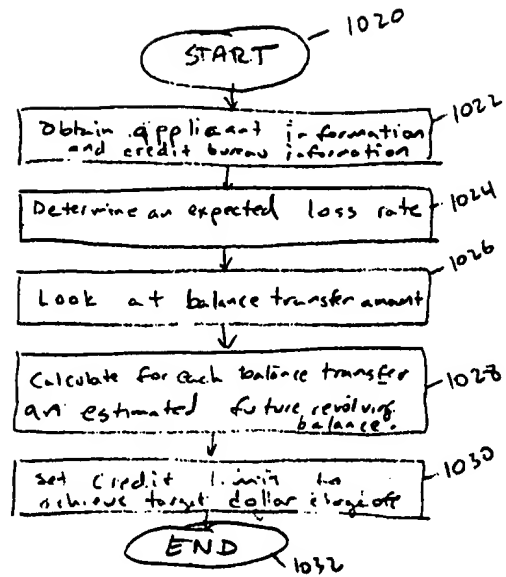 1020
START
1022
Obtain applicant information
and credit bureau information
1024
Determine an expected loss rate
1026
Look at balance transfer amount
Calculate for each balance transfer
1028
an estimated future revolving
balance.
1030
Set Credit limit to
achieve target dollar chargeoff
END
1032